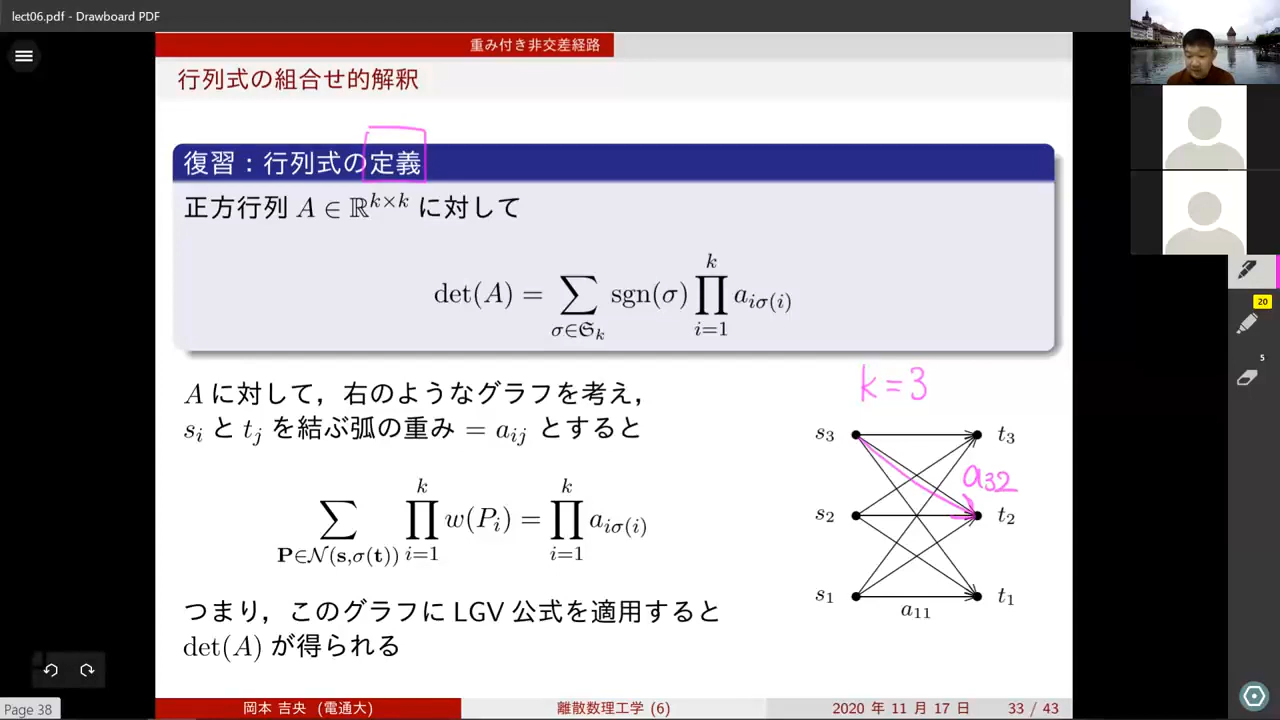 lect06.pdf - Drawboard PDF
重み付き非交差経路
行列式の組合せ的解釈
復習：行列式の定義
正方行列 A ∈ ℝ^{k×k} に対して
det(A) = ∑_{σ∈𝔖_k} sgn(σ) ∏_{i=1}^{k} a_{iσ(i)}
A に対して，右のようなグラフを考え，
s_i と t_j を結ぶ弧の重み = a_{ij} とすると
∑_{P∈𝒩(s,σ(t))} ∏_{i=1}^{k} w(P_i) = ∏_{i=1}^{k} a_{iσ(i)}
つまり，このグラフに LGV 公式を適用すると
det(A) が得られる
k=3
s_3 t_3
a_{32}
s_2 t_2
s_1 t_1
a_{11}
20
5
Page 38
岡本 吉央 (電通大) 離散数理工学 (6) 2020 年 11 月 17 日 33 / 43